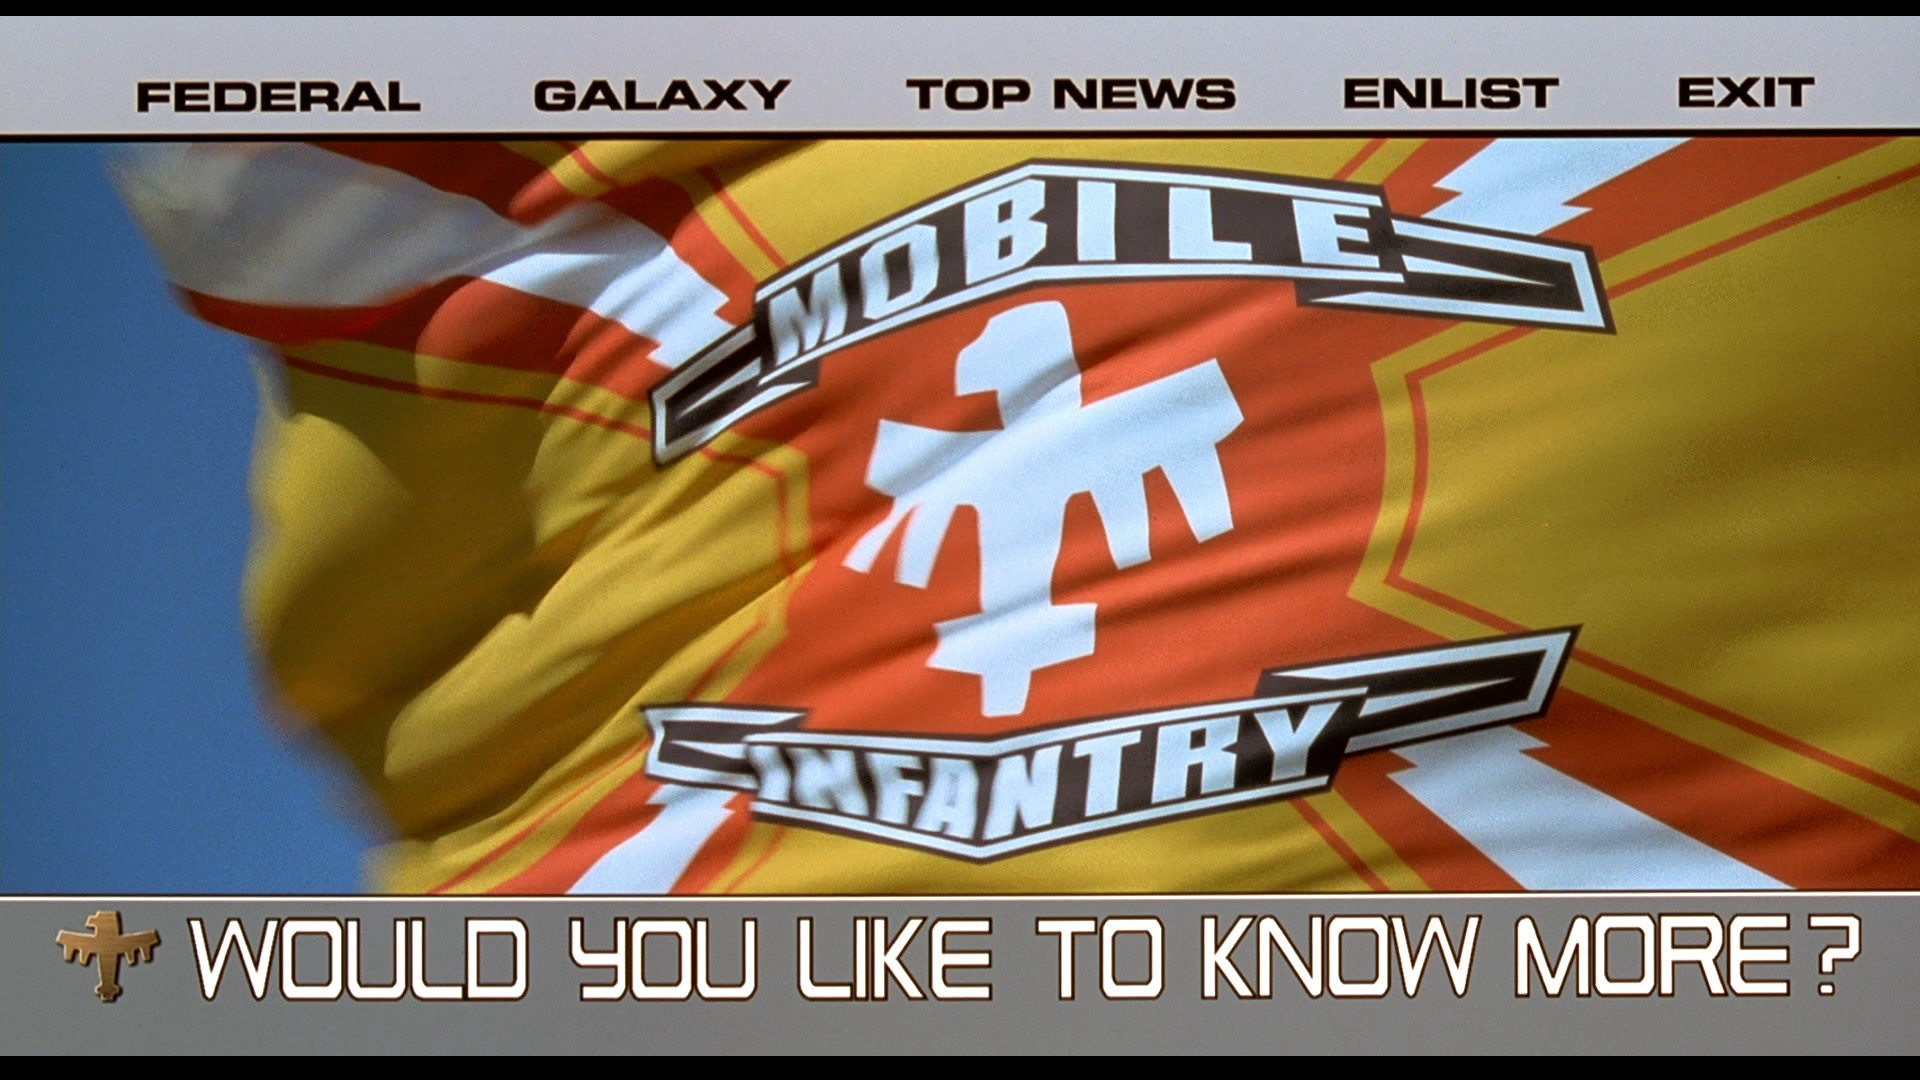 FEDERAL GALAXY TOP NEWS ENLIST EXIT
MOBILE
INFANTRY
WOULD YOU LIKE TO KNOW MORE?